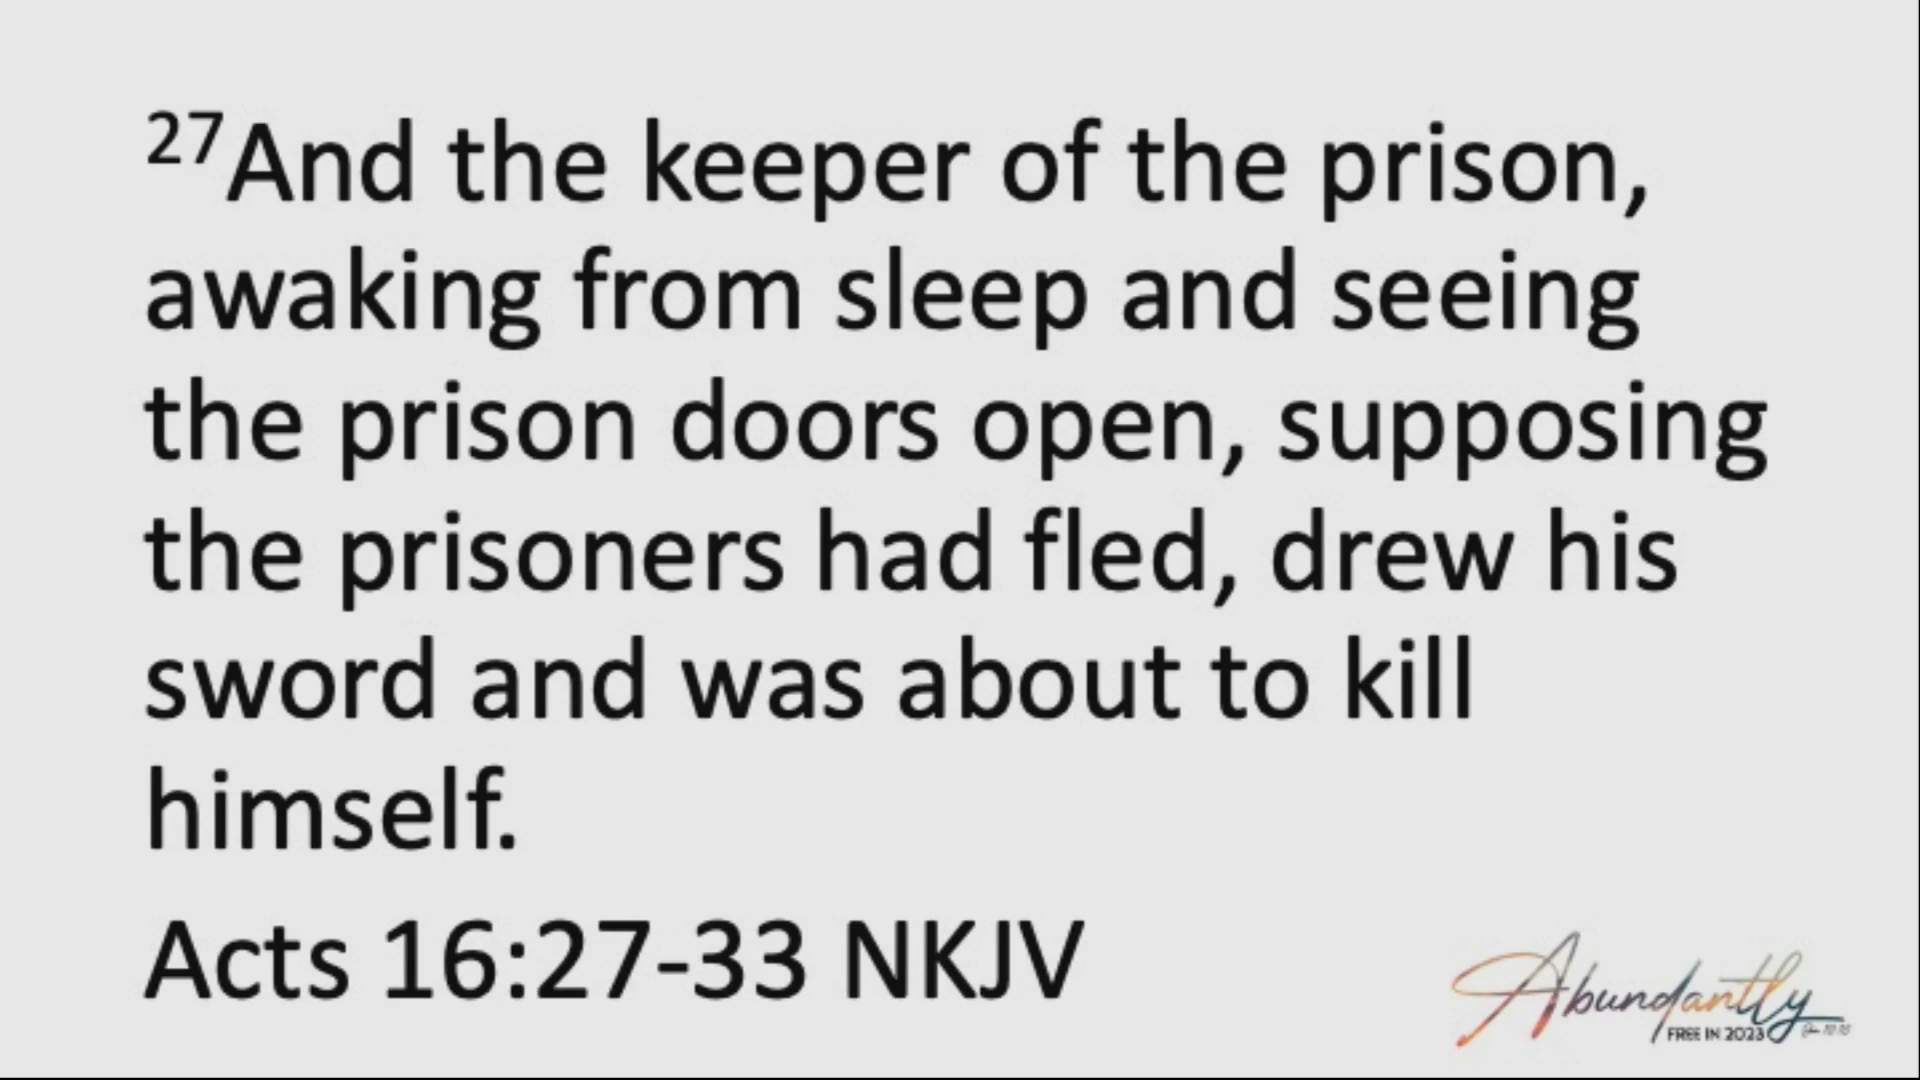 27And the keeper of the prison,
awaking from sleep and seeing
the prison doors open, supposing
the prisoners had fled, drew his
sword and was about to kill
himself.
Acts 16:27-33 NKJV
Abundantly
FREE IN 2023